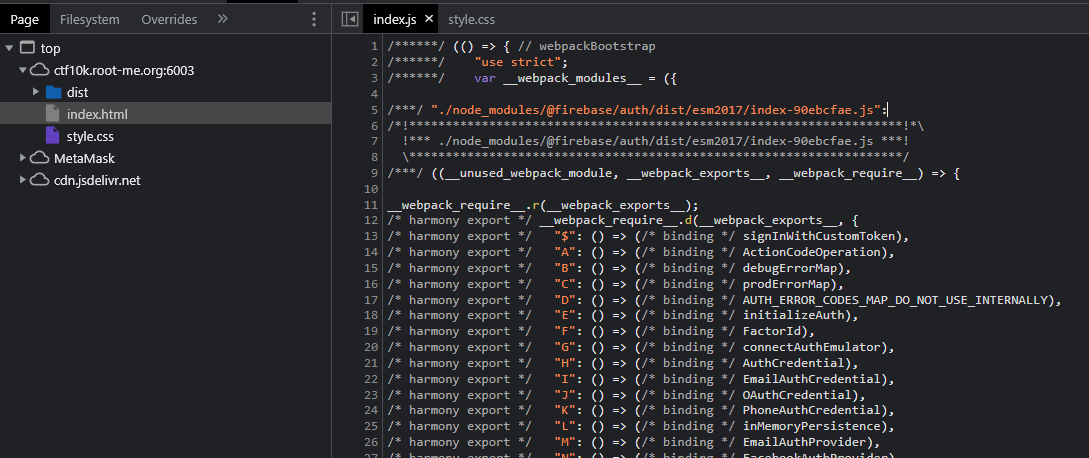 Page Filesystem Overrides »
top
ctf10k.root-me.org:6003
dist
index.html
style.css
MetaMask
cdn.jsdelivr.net
index.js × style.css
1 /******/ (() => { // webpackBootstrap
2 /******/ "use strict";
3 /******/ var __webpack_modules__ = ({
4
5 /***/ "./node_modules/@firebase/auth/dist/esm2017/index-90ebcfae.js":
6 /*!********************************************************************!*\
7 !*** ./node_modules/@firebase/auth/dist/esm2017/index-90ebcfae.js ***!
8 \********************************************************************/
9 /***/ ((__unused_webpack_module, __webpack_exports__, __webpack_require__) => {
10
11 __webpack_require__.r(__webpack_exports__);
12 /* harmony export */ __webpack_require__.d(__webpack_exports__, {
13 /* harmony export */ "$": () => (/* binding */ signInWithCustomToken),
14 /* harmony export */ "A": () => (/* binding */ ActionCodeOperation),
15 /* harmony export */ "B": () => (/* binding */ debugErrorMap),
16 /* harmony export */ "C": () => (/* binding */ prodErrorMap),
17 /* harmony export */ "D": () => (/* binding */ AUTH_ERROR_CODES_MAP_DO_NOT_USE_INTERNALLY),
18 /* harmony export */ "E": () => (/* binding */ initializeAuth),
19 /* harmony export */ "F": () => (/* binding */ FactorId),
20 /* harmony export */ "G": () => (/* binding */ connectAuthEmulator),
21 /* harmony export */ "H": () => (/* binding */ AuthCredential),
22 /* harmony export */ "I": () => (/* binding */ EmailAuthCredential),
23 /* harmony export */ "J": () => (/* binding */ OAuthCredential),
24 /* harmony export */ "K": () => (/* binding */ PhoneAuthCredential),
25 /* harmony export */ "L": () => (/* binding */ inMemoryPersistence),
26 /* harmony export */ "M": () => (/* binding */ EmailAuthProvider),
27 /* harmony export */ "N": () => (/* binding */ FacebookAuthProvider),